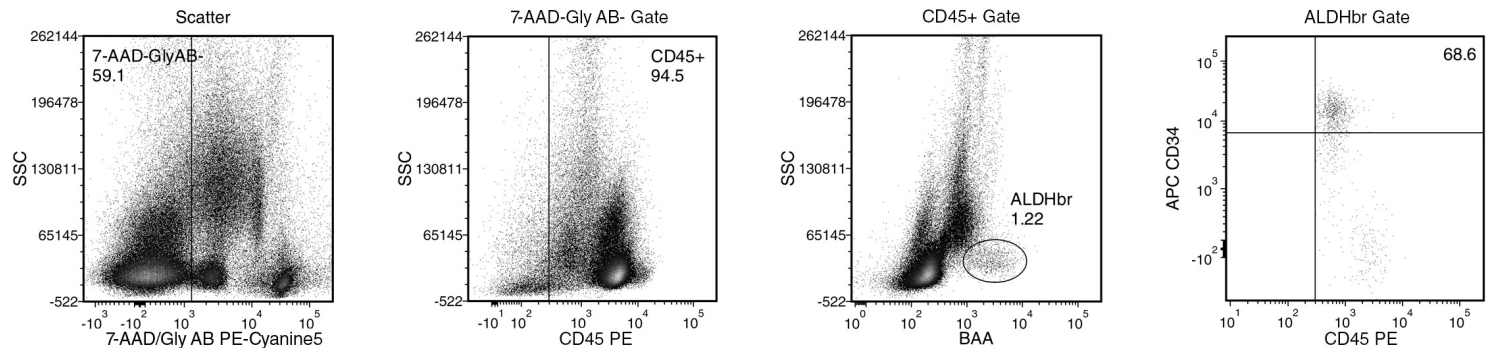 Scatter
7-AAD-Gly AB- Gate
CD45+ Gate
ALDHbr Gate
262144
196478
130811
65145
-522
SSC
7-AAD-GlyAB-
59.1
-10³ -10² 10³ 10⁴ 10⁵
7-AAD/Gly AB PE-Cyanine5
262144
196478
130811
65145
-522
SSC
CD45+
94.5
-10¹ 10² 10³ 10⁴ 10⁵
CD45 PE
262144
196478
130811
65145
-522
SSC
ALDHbr
1.22
10⁰ 10² 10³ 10⁴ 10⁵
BAA
10⁵
10⁴
10³
-10²
APC CD34
68.6
10¹ 10² 10³ 10⁴ 10⁵
CD45 PE